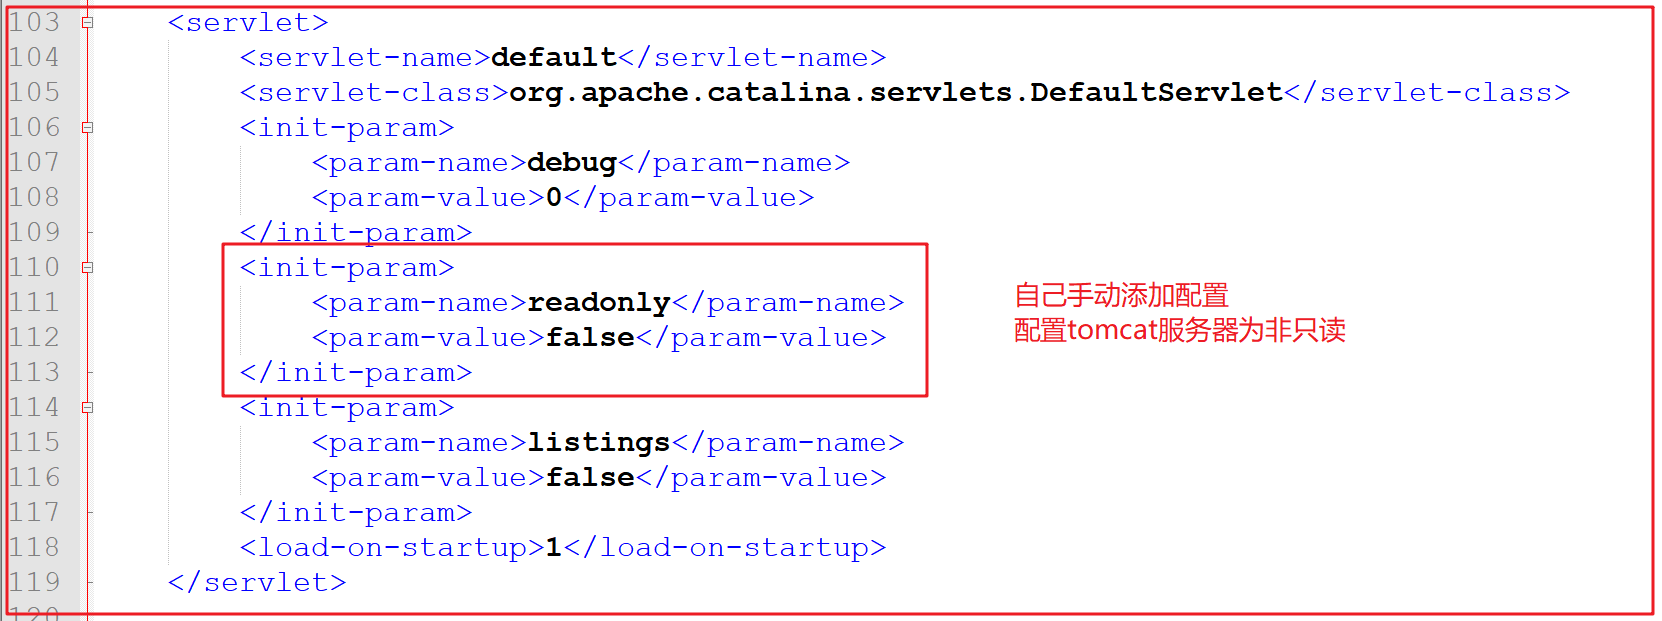 103 <servlet>
104 <servlet-name>default</servlet-name>
105 <servlet-class>org.apache.catalina.servlets.DefaultServlet</servlet-class>
106 <init-param>
107 <param-name>debug</param-name>
108 <param-value>0</param-value>
109 </init-param>
110 <init-param>
111 <param-name>readonly</param-name>
112 <param-value>false</param-value>
113 </init-param>
自己手动添加配置
配置tomcat服务器为非只读
114 <init-param>
115 <param-name>listings</param-name>
116 <param-value>false</param-value>
117 </init-param>
118 <load-on-startup>1</load-on-startup>
119 </servlet>
120